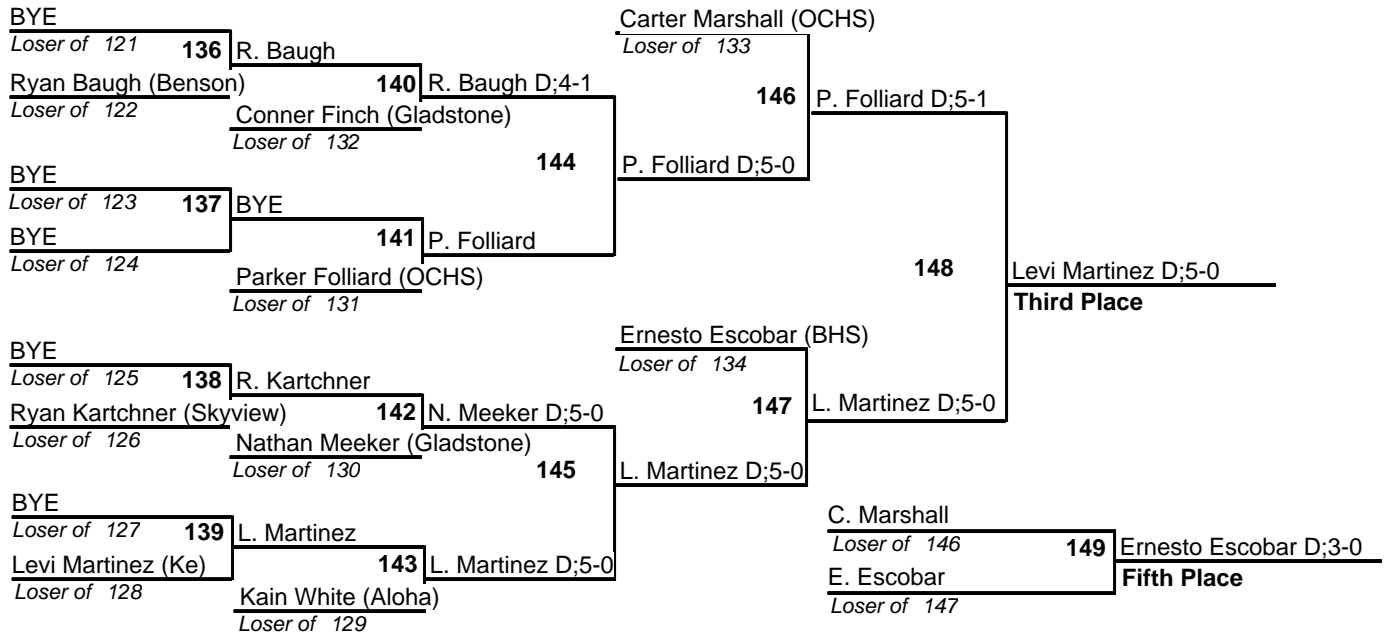 BYE
Loser of 121
136
R. Baugh
Ryan Baugh (Benson)
Loser of 122
140
R. Baugh D;4-1
Conner Finch (Gladstone)
Loser of 132
BYE
Loser of 123
137
BYE
BYE
Loser of 124
141
P. Folliard
Parker Folliard (OCHS)
Loser of 131
144
P. Folliard D;5-0
Carter Marshall (OCHS)
Loser of 133
146
P. Folliard D;5-1
BYE
Loser of 125
138
R. Kartchner
Ryan Kartchner (Skyview)
Loser of 126
142
N. Meeker D;5-0
Nathan Meeker (Gladstone)
Loser of 130
BYE
Loser of 127
139
L. Martinez
Levi Martinez (Ke)
Loser of 128
143
L. Martinez D;5-0
Kain White (Aloha)
Loser of 129
145
L. Martinez D;5-0
Ernesto Escobar (BHS)
Loser of 134
147
L. Martinez D;5-0
148
Levi Martinez D;5-0
Third Place
C. Marshall
Loser of 146
149
E. Escobar
Loser of 147
Ernesto Escobar D;3-0
Fifth Place